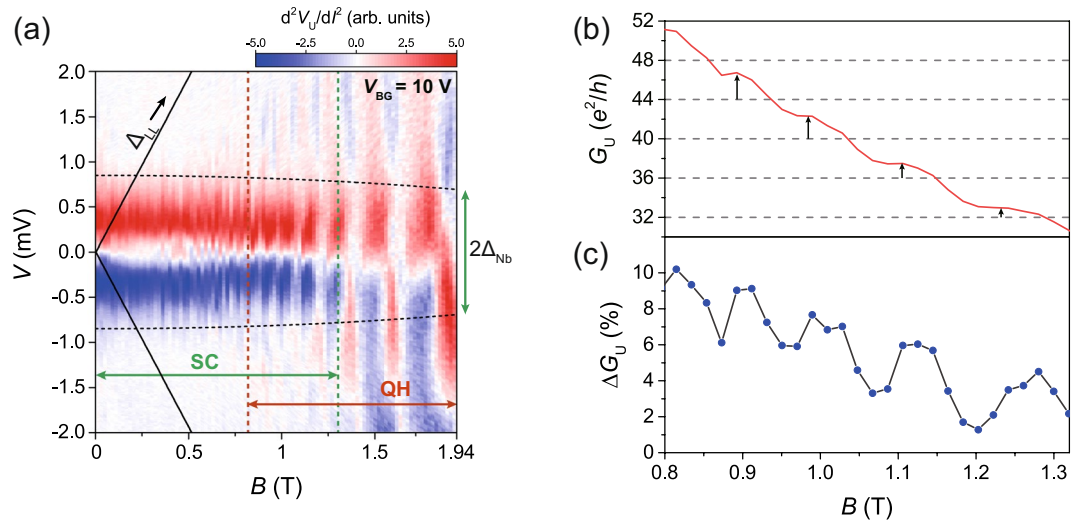 (a)
d²V_U/dI² (arb. units)
-5.0 -2.5 0.0 2.5 5.0
V_BG = 10 V
Δ_LL
2.0
1.5
1.0
0.5
0.0
-0.5
-1.0
-1.5
-2.0
V (mV)
2Δ_Nb
SC
QH
0 0.5 1 1.5 1.94
B (T)
(b)
52
48
44
40
36
32
G_U (e²/h)
(c)
10
8
6
4
2
0
ΔG_U (%)
0.8 0.9 1.0 1.1 1.2 1.3
B (T)